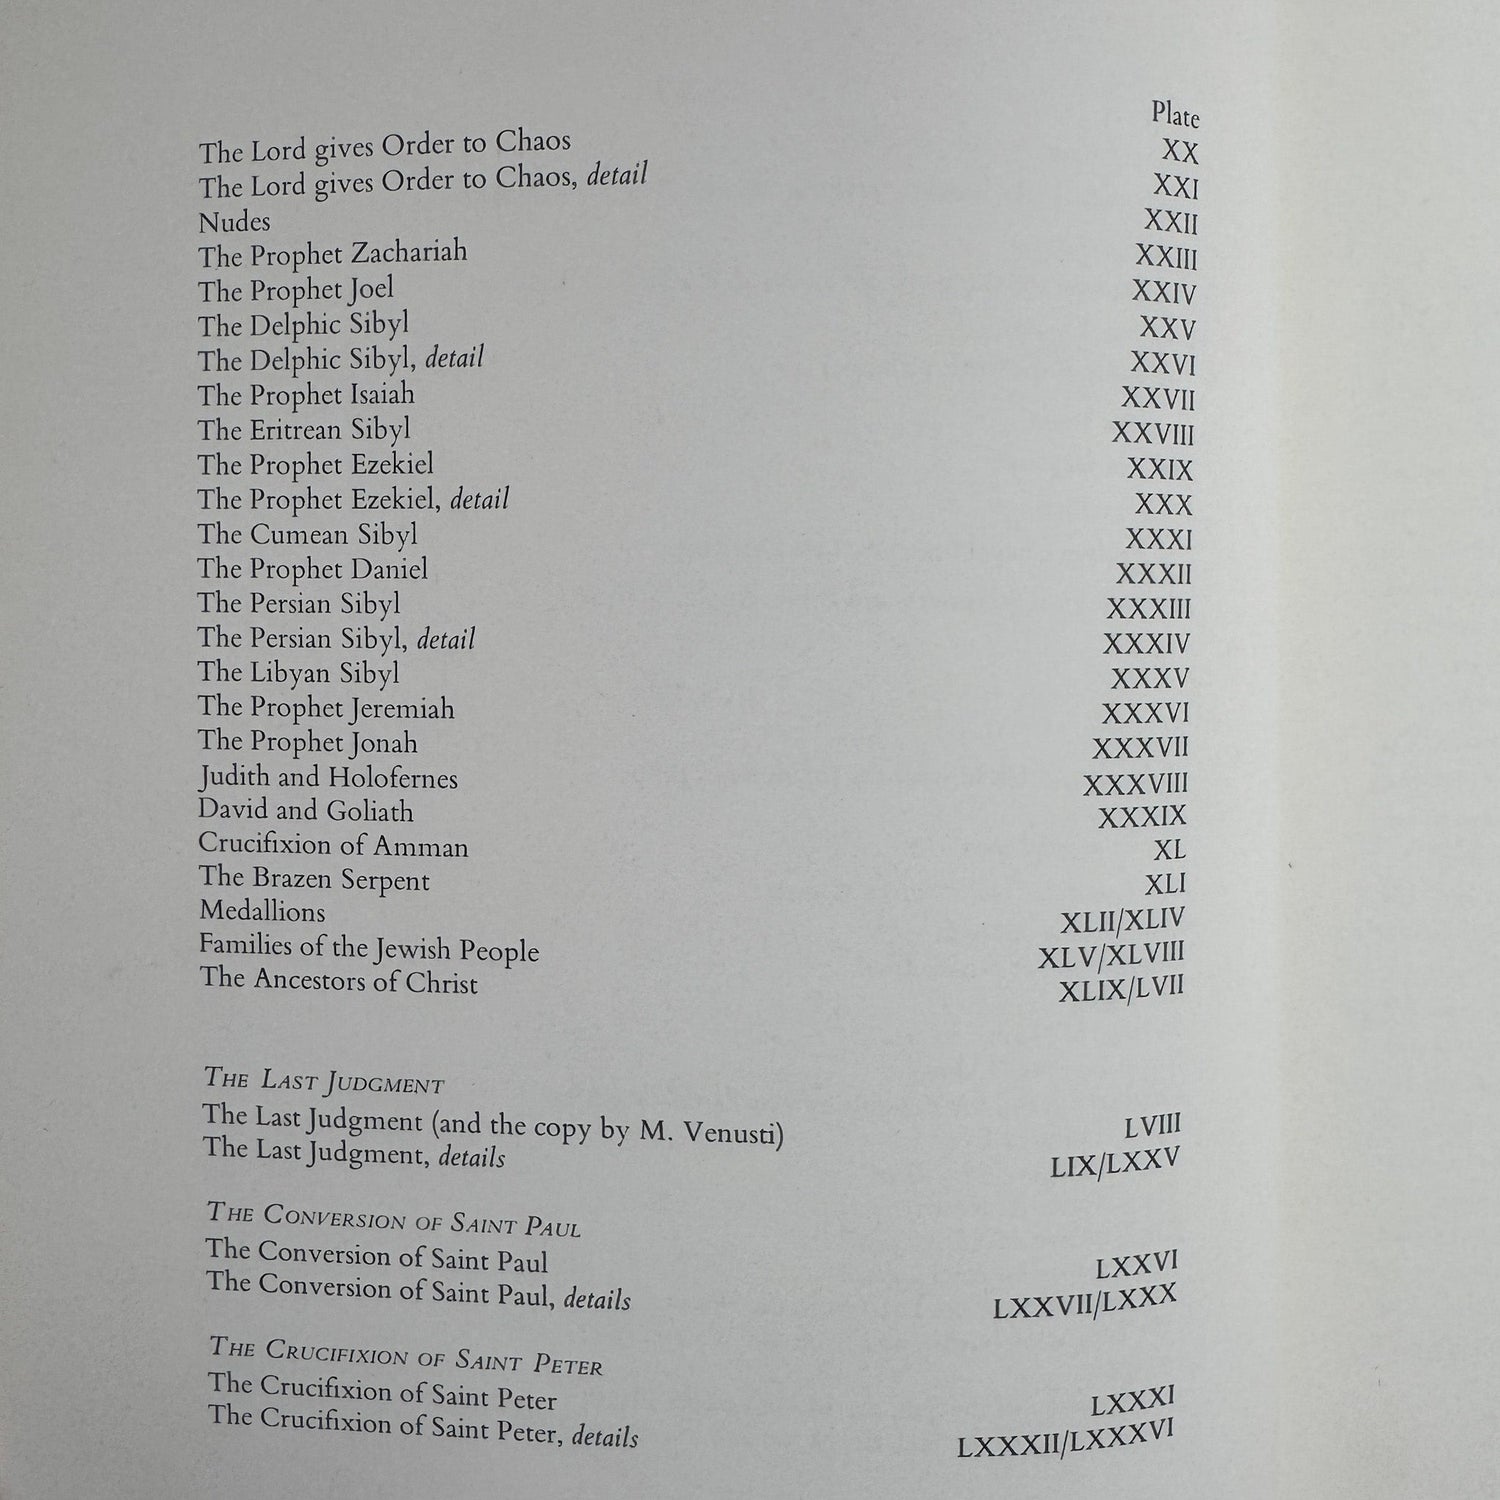 Plate
The Lord gives Order to Chaos XX
The Lord gives Order to Chaos, detail XXI
Nudes XXII
The Prophet Zachariah XXIII
The Prophet Joel XXIV
The Delphic Sibyl XXV
The Delphic Sibyl, detail XXVI
The Prophet Isaiah XXVII
The Eritrean Sibyl XXVIII
The Prophet Ezekiel XXIX
The Prophet Ezekiel, detail XXX
The Cumean Sibyl XXXI
The Prophet Daniel XXXII
The Persian Sibyl XXXIII
The Persian Sibyl, detail XXXIV
The Libyan Sibyl XXXV
The Prophet Jeremiah XXXVI
The Prophet Jonah XXXVII
Judith and Holofernes XXXVIII
David and Goliath XXXIX
Crucifixion of Amman XL
The Brazen Serpent XLI
Medallions XLII/XLIV
Families of the Jewish People XLV/XLVIII
The Ancestors of Christ XLIX/LVII
THE LAST JUDGMENT
The Last Judgment (and the copy by M. Venusti) LVIII
The Last Judgment, details LIX/LXXV
THE CONVERSION OF SAINT PAUL
The Conversion of Saint Paul LXXVI
The Conversion of Saint Paul, details LXXVII/LXXX
THE CRUCIFIXION OF SAINT PETER
The Crucifixion of Saint Peter LXXXI
The Crucifixion of Saint Peter, details LXXXII/LXXXVI